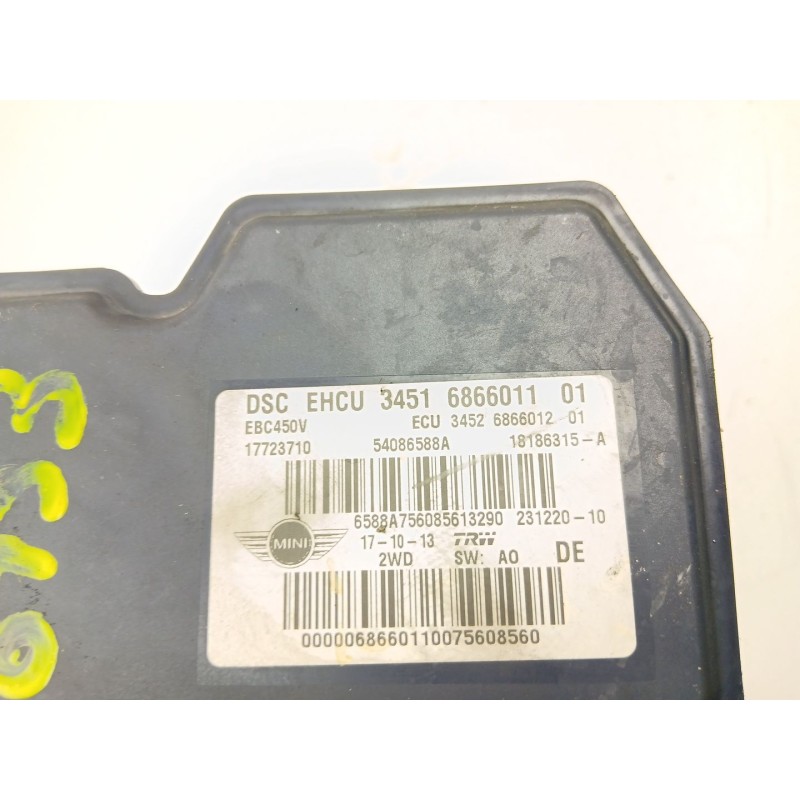 DSC EHCU 3451 6866011 01
EBC450V ECU 3452 6866012 01
17723710 54086588A 18186315-A
6588A756085613290 231220-10
MINI 17-10-13 TRW DE
2WD SW: A0
0000068660110075608560